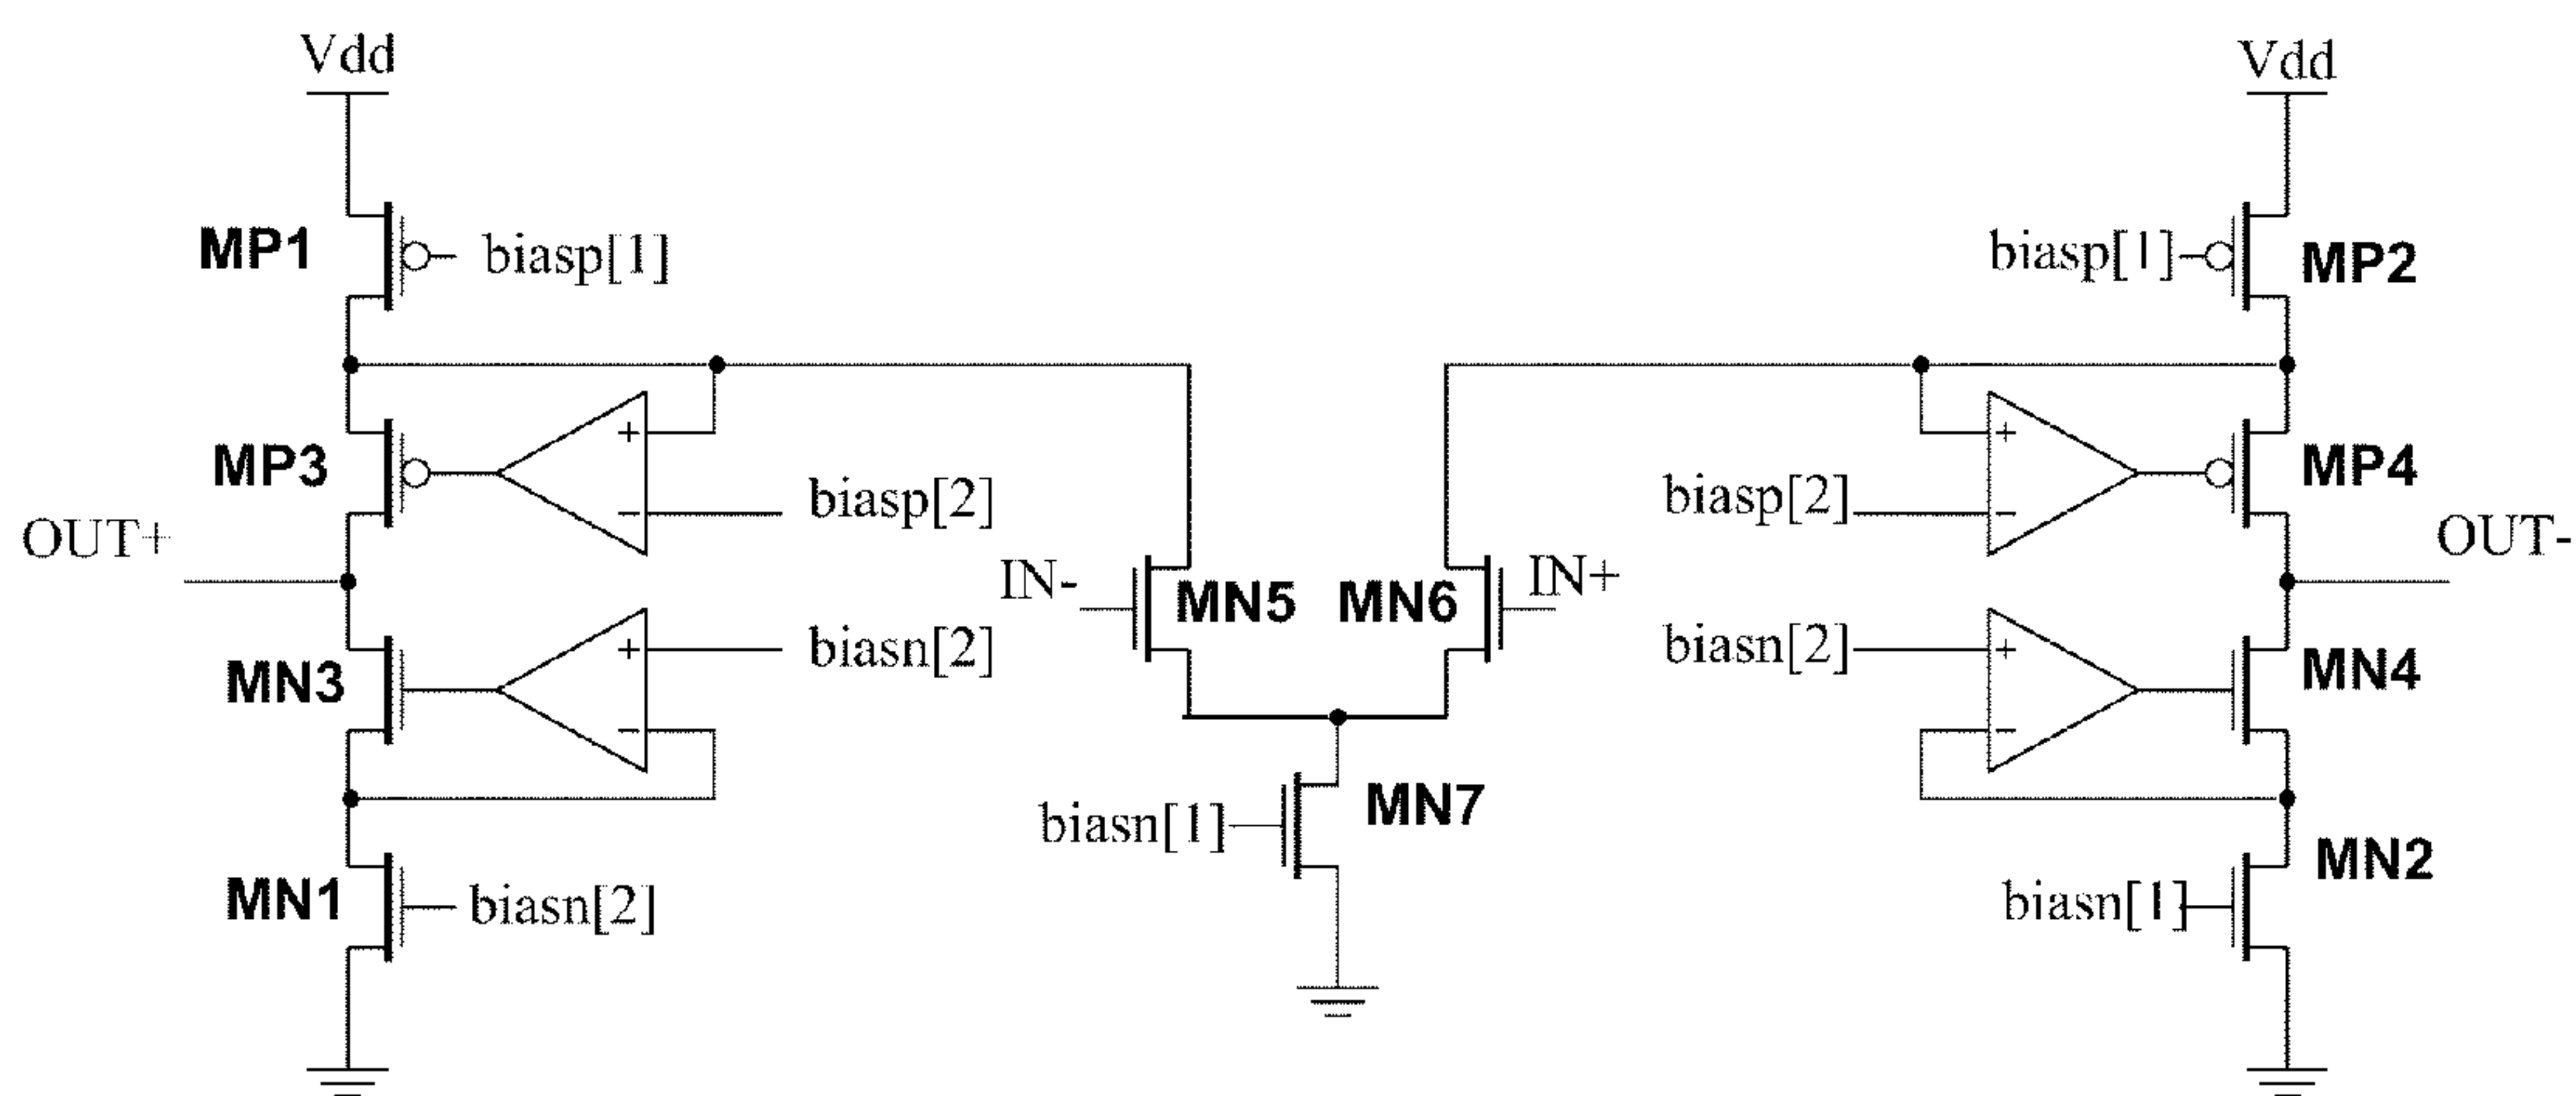 Vdd
Vdd
MP1
biasp[1]
biasp[1]
MP2
MP3
+
-
biasp[2]
biasp[2]
+
-
MP4
OUT+
IN-
MN5
MN6
IN+
OUT-
MN3
+
-
biasn[2]
biasn[2]
+
-
MN4
biasn[1]
MN7
MN1
biasn[2]
biasn[1]
MN2